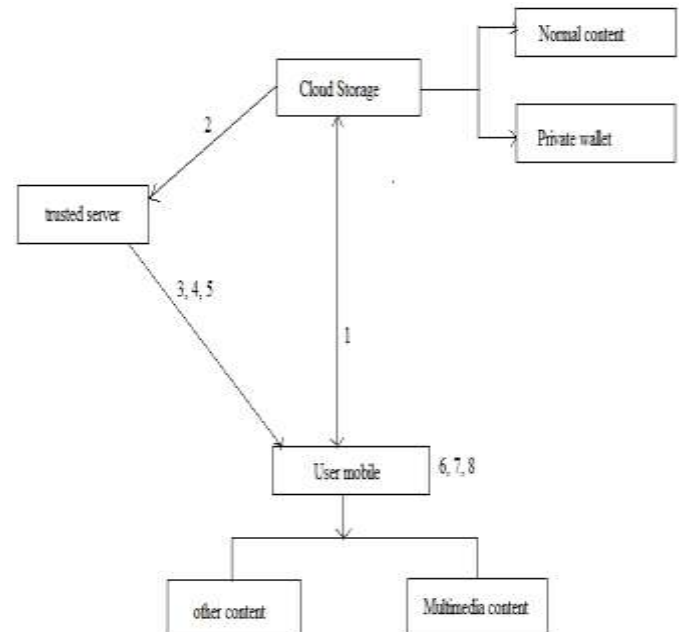 Normal content
Cloud Storage
Private wallet
2
trusted server
3, 4, 5
1
User mobile
6, 7, 8
other content
Multimedia content